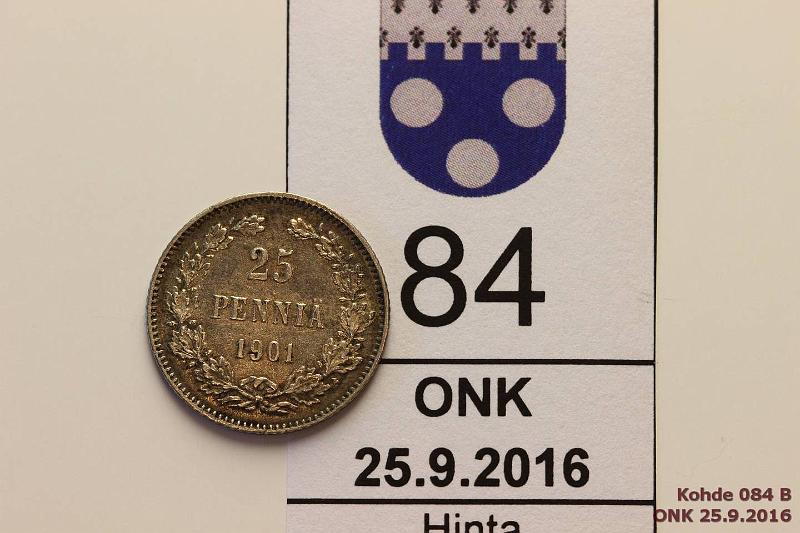 25
PENNIÄ
1901
84
ONK
25.9.2016
Hinta
Kohde 084 B
ONK 25.9.2016